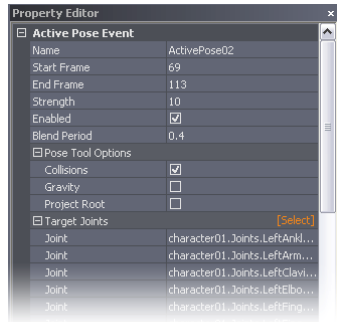 Property Editor ×
Active Pose Event
Name ActivePose02
Start Frame 69
End Frame 113
Strength 10
Enabled
Blend Period 0.4
Pose Tool Options
Collisions
Gravity
Project Root
Target Joints [Select]
Joint character01.Joints.LeftAnkl...
Joint character01.Joints.LeftArm...
Joint character01.Joints.LeftClavi...
Joint character01.Joints.LeftElbo...
Joint character01.Joints.LeftFing...